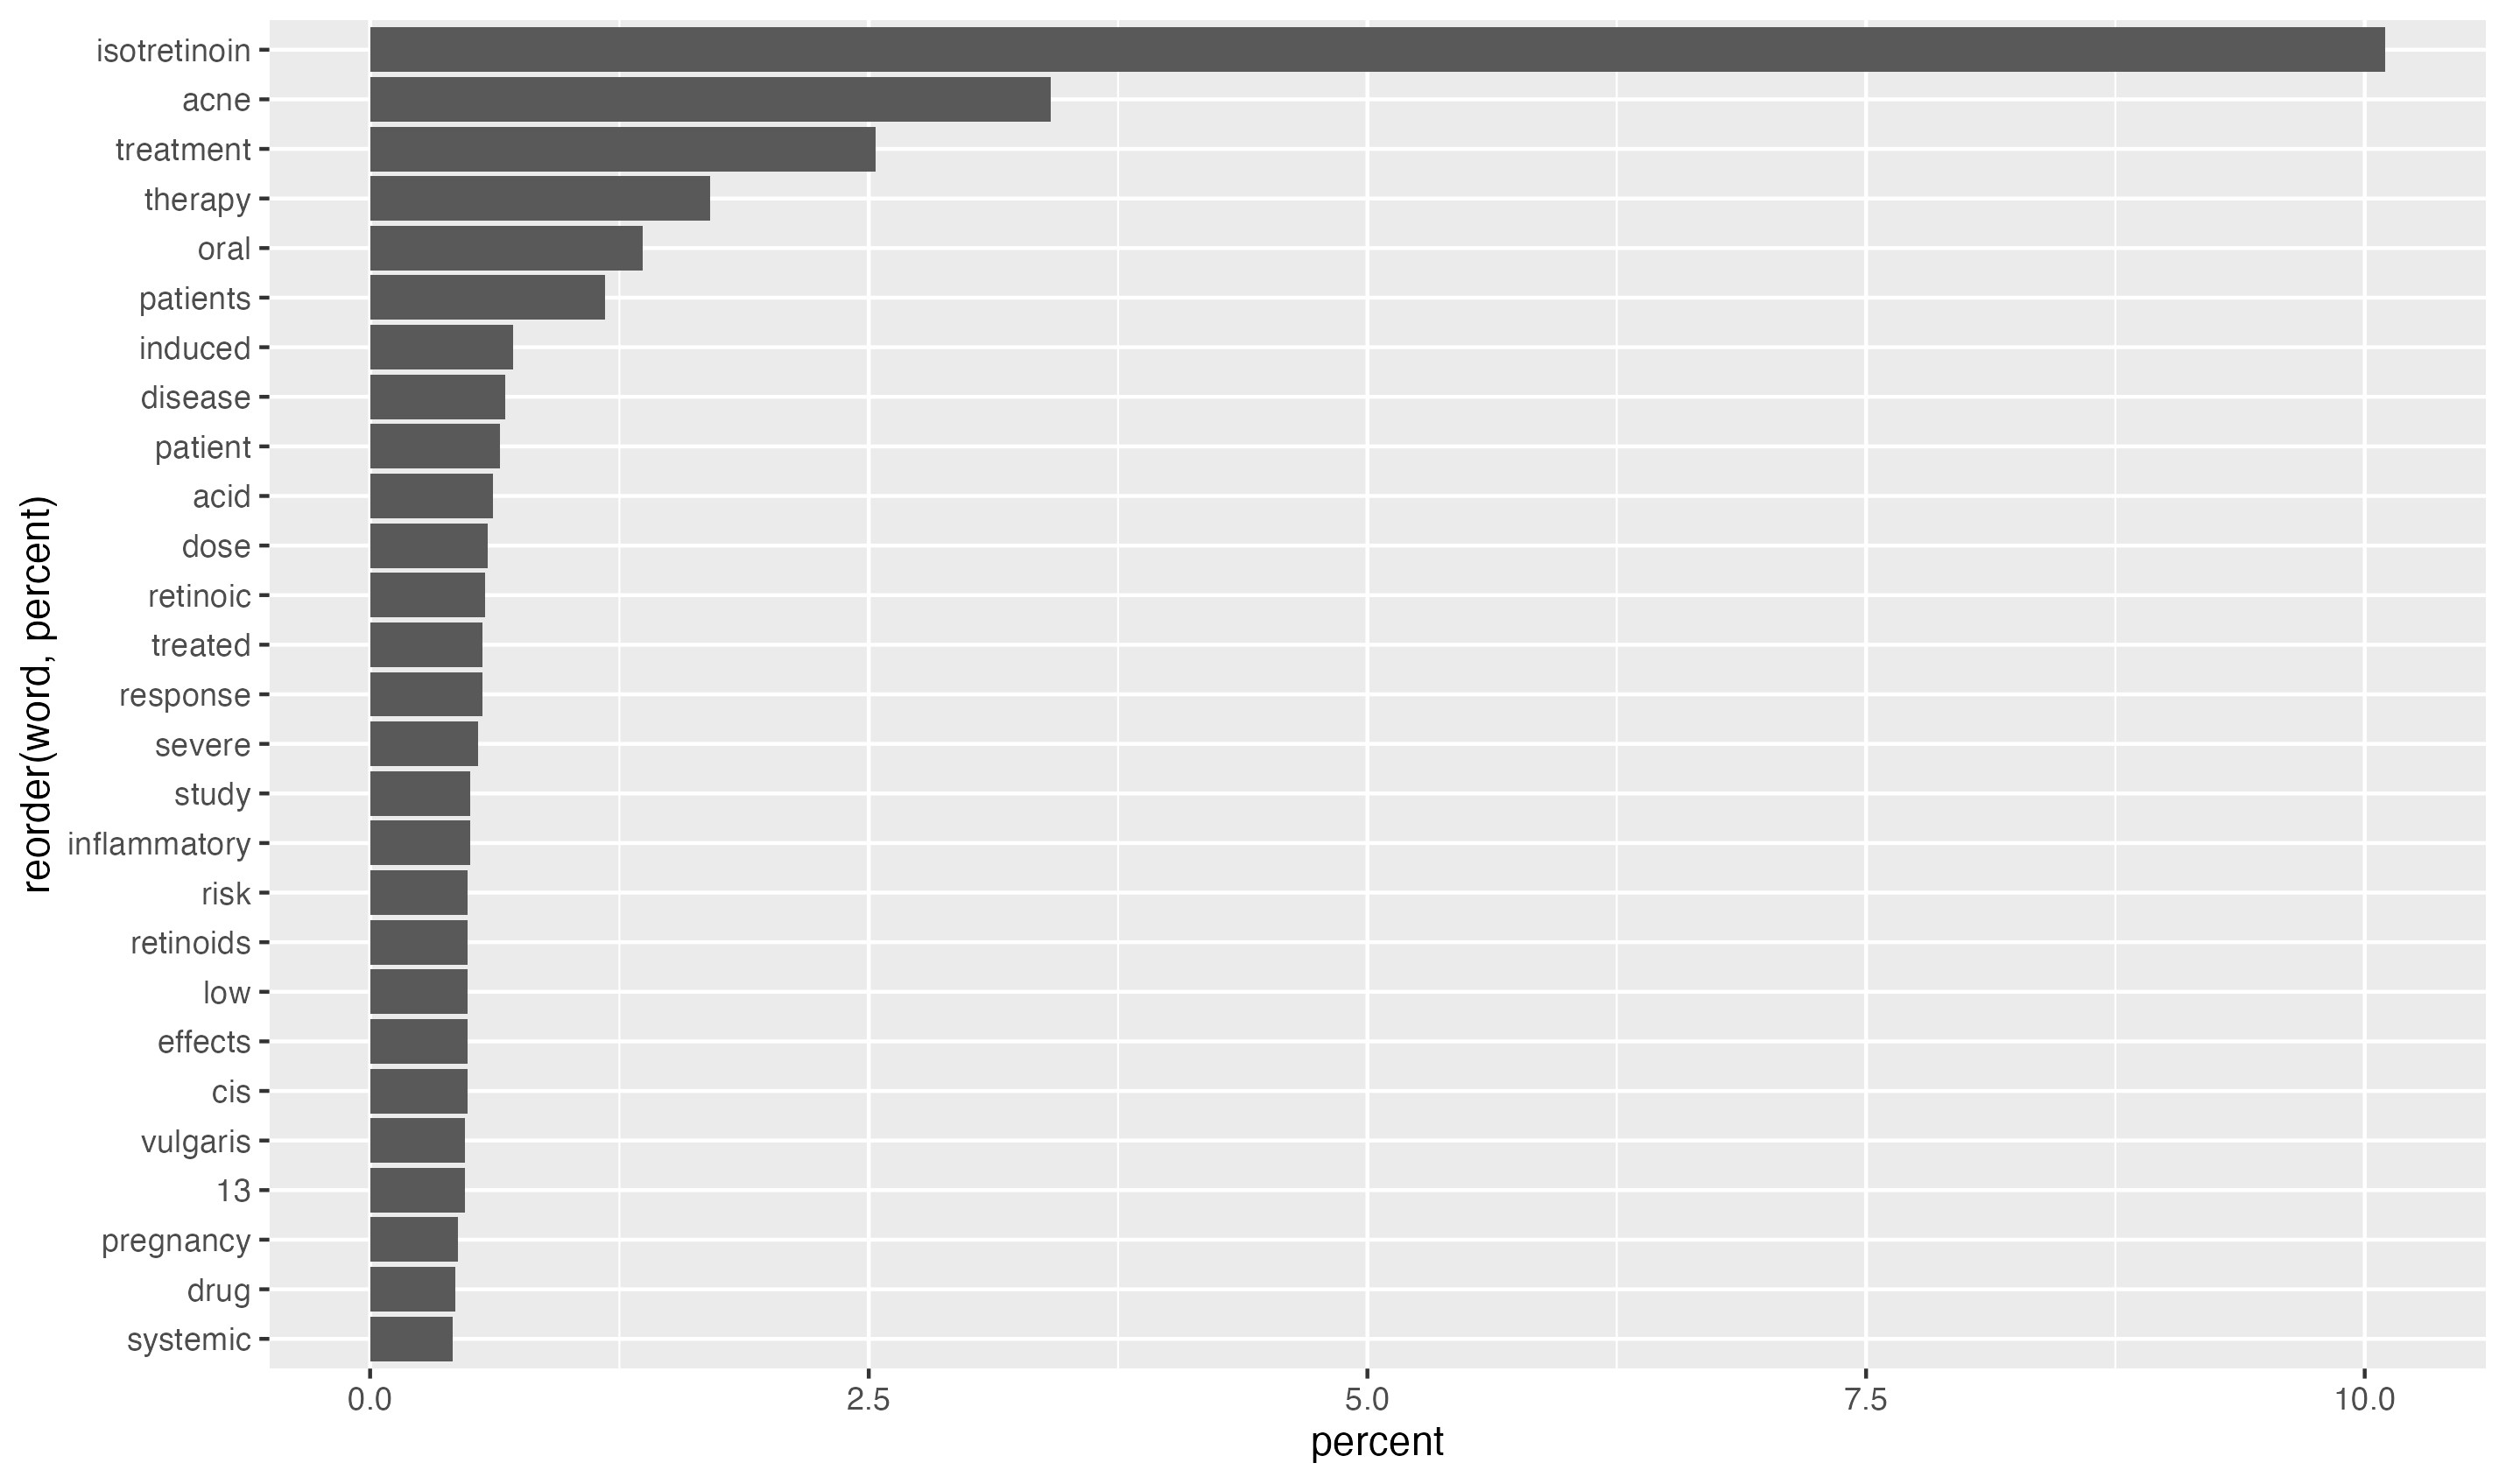 isotretinoin
acne
treatment
therapy
oral
patients
induced
disease
patient
acid
dose
retinoic
treated
response
severe
study
inflammatory
risk
retinoids
low
effects
cis
vulgaris
13
pregnancy
drug
systemic
reorder(word, percent)
0.0 2.5 5.0 7.5 10.0
percent